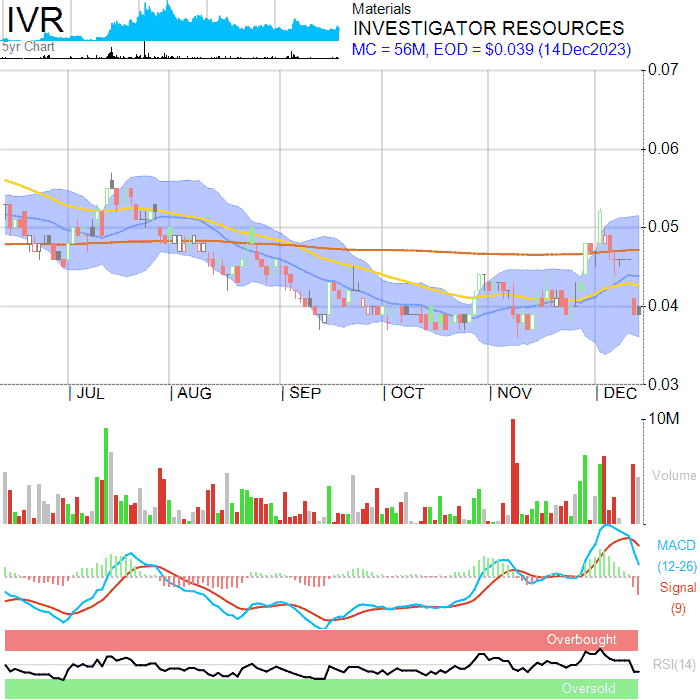 IVR
5yr Chart
Materials
INVESTIGATOR RESOURCES
MC = 56M, EOD = $0.039 (14Dec2023)
0.07
0.06
0.05
0.04
0.03
JUL
AUG
SEP
OCT
NOV
DEC
10M
Volume
MACD
(12-26)
Signal
(9)
Overbought
RSI(14)
Oversold